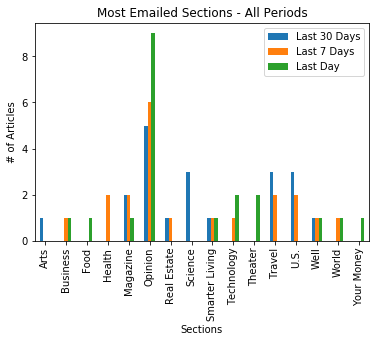 Most Emailed Sections - All Periods
Last 30 Days
Last 7 Days
Last Day
# of Articles
8
6
4
2
0
Arts
Business
Food
Health
Magazine
Opinion
Real Estate
Science
Smarter Living
Technology
Theater
Travel
U.S.
Well
World
Your Money
Sections